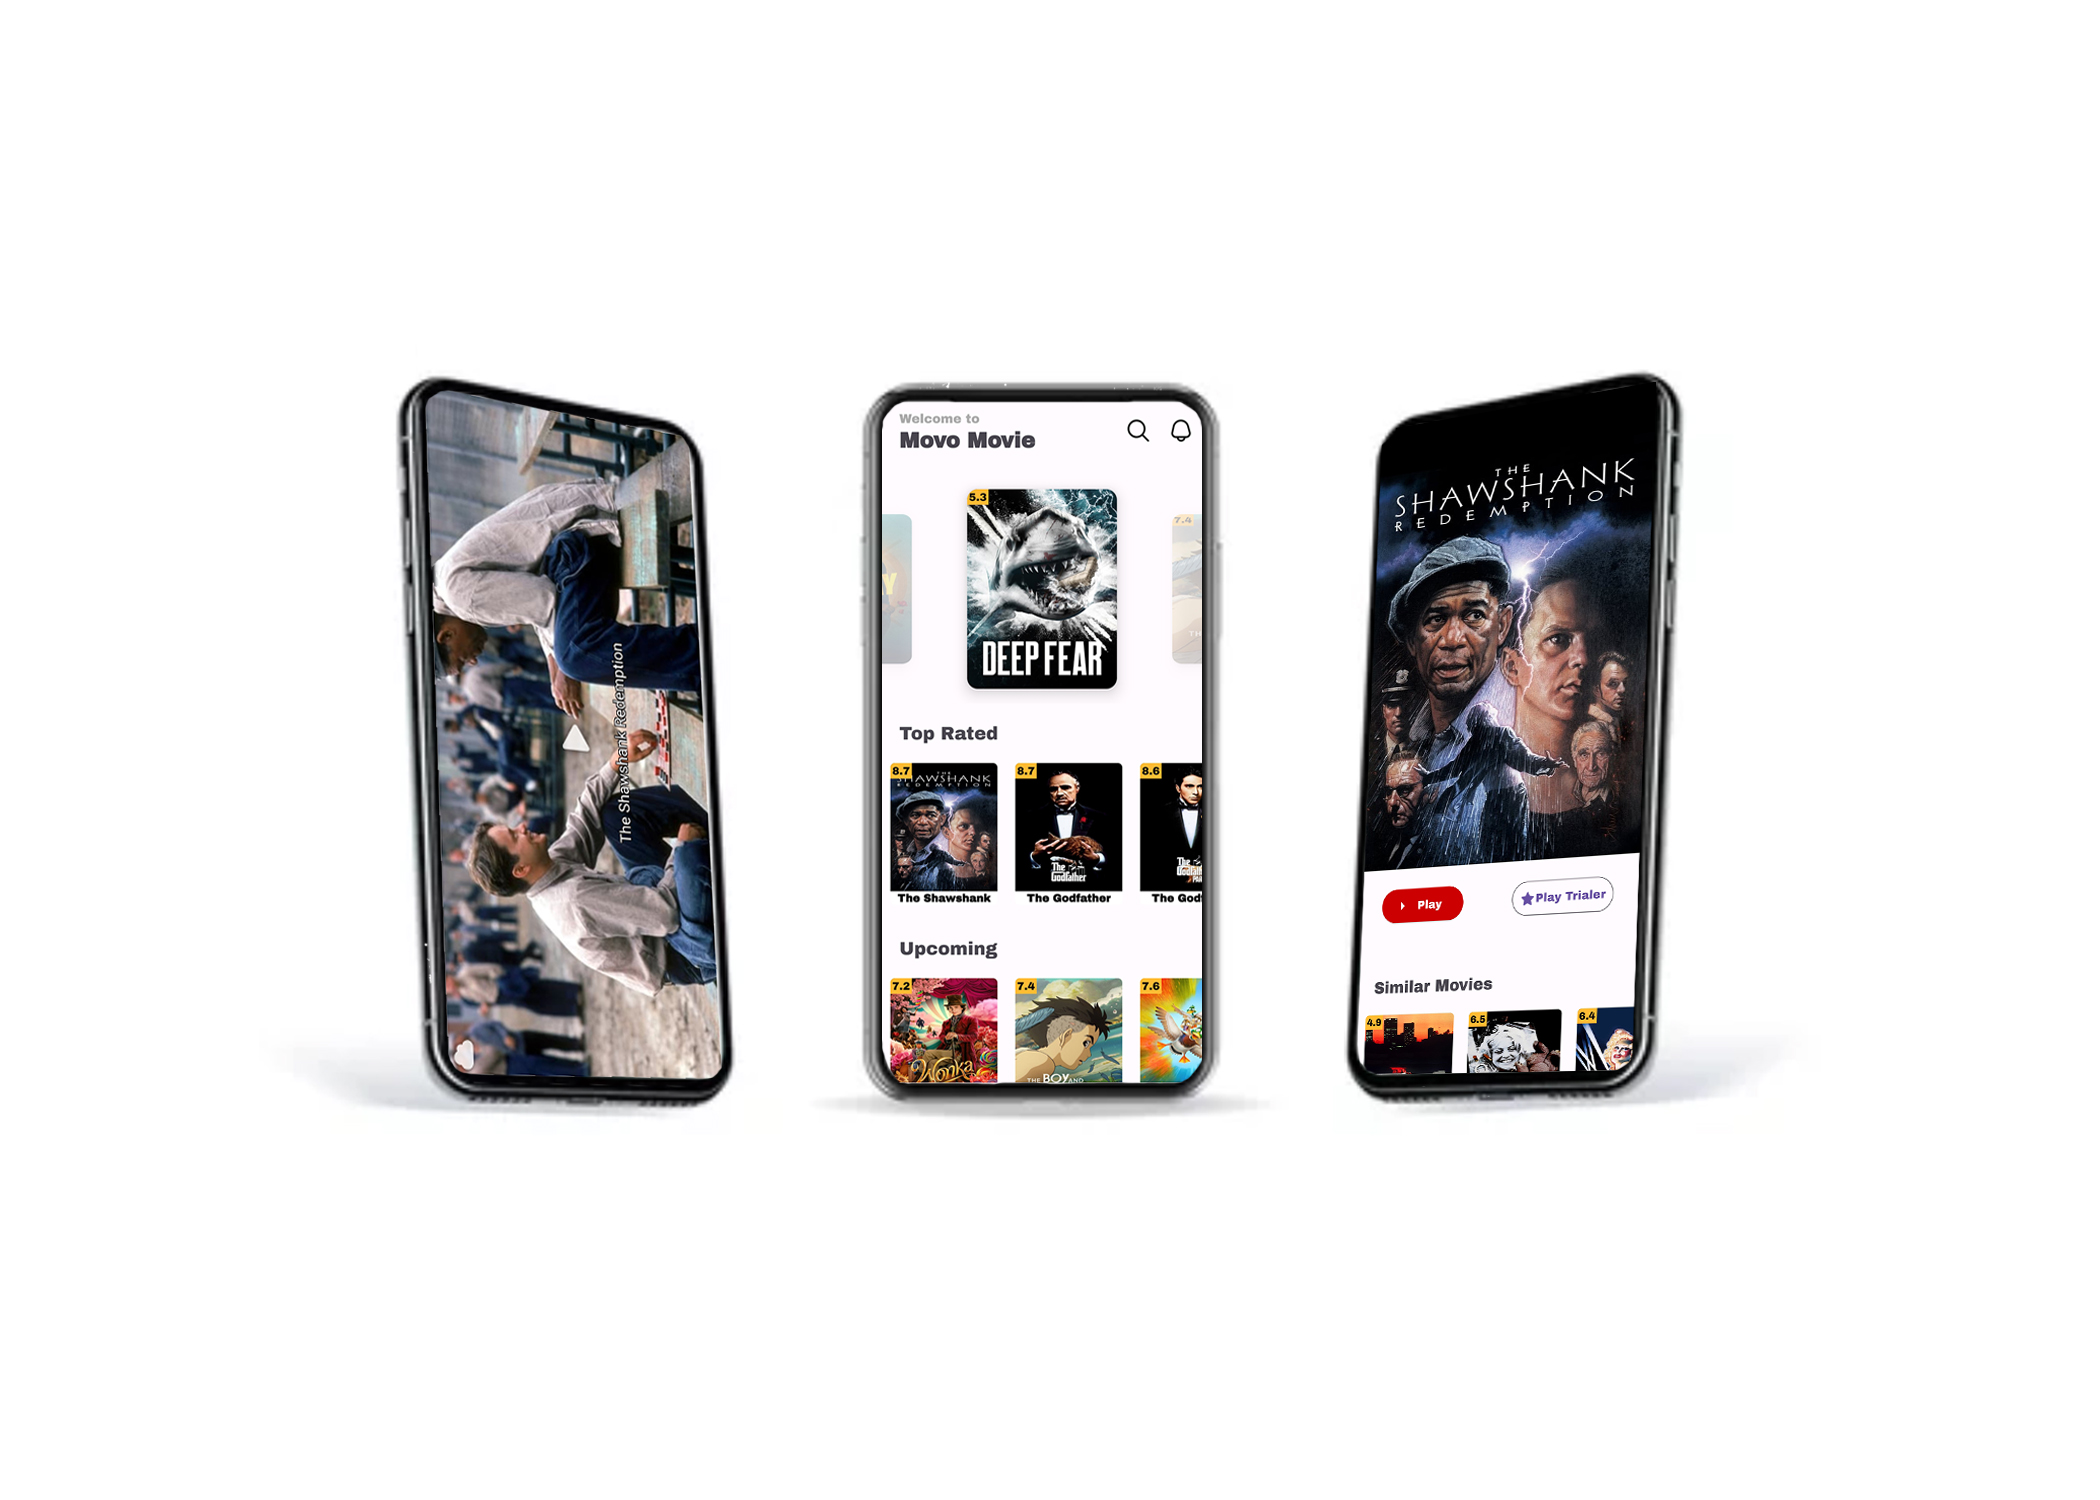 The Shawshank Redemption
Welcome to
Movo Movie
5.3
7.4
DEEP FEAR
Top Rated
8.7
8.7
8.6
THE
SHAWSHANK
REDEMPTION
The
Godfather
The
The Shawshank
The Godfather
The God
Upcoming
7.2
7.4
7.6
Wonka
THE BOY AND
THE
SHAWSHANK
REDEMPTION
Play
Play Trialer
Similar Movies
4.9
6.5
6.4